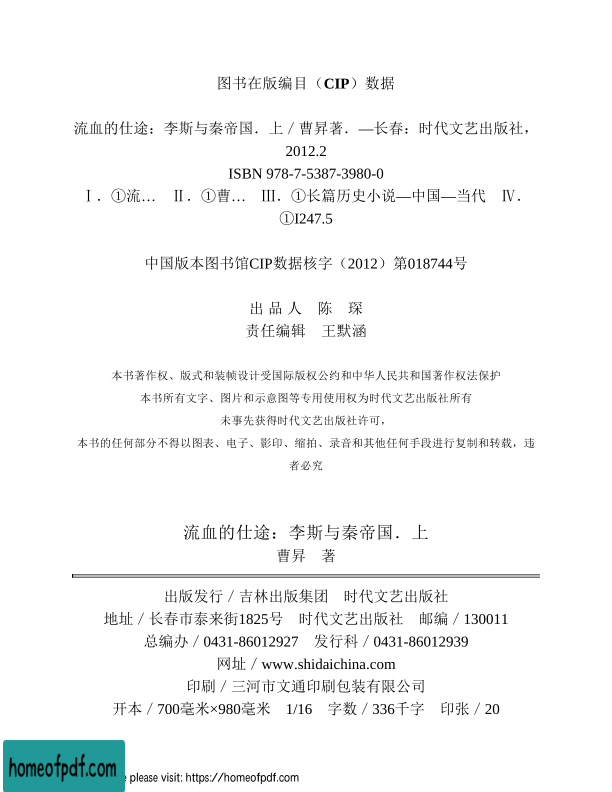 图书在版编目（CIP）数据
流血的仕途：李斯与秦帝国．上／曹昇著．—长春：时代文艺出版社，
2012.2
ISBN 978-7-5387-3980-0
Ⅰ．①流…　Ⅱ．①曹…　Ⅲ．①长篇历史小说—中国—当代　Ⅳ．
①I247.5
中国版本图书馆CIP数据核字（2012）第018744号
出 品 人　陈　琛
责任编辑　王默涵
本书著作权、版式和装帧设计受国际版权公约和中华人民共和国著作权法保护
本书所有文字、图片和示意图等专用使用权为时代文艺出版社所有
未事先获得时代文艺出版社许可，
本书的任何部分不得以图表、电子、影印、缩拍、录音和其他任何手段进行复制和转载，违
者必究
流血的仕途：李斯与秦帝国．上
曹昇　著
出版发行／吉林出版集团　时代文艺出版社
地址／长春市泰来街1825号　时代文艺出版社　邮编／130011
总编办／0431-86012927　发行科／0431-86012939
网址／www.shidaichina.com
印刷／三河市文通印刷包装有限公司
开本／700毫米×980毫米　1/16　字数／336千字　印张／20
homeofpdf.com
please visit: https://homeofpdf.com